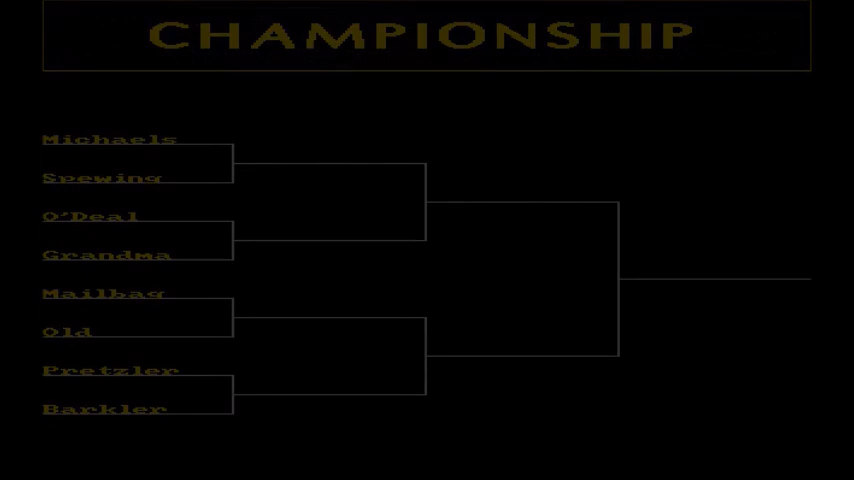 CHAMPIONSHIP
Michaels
Spewing
O'Deal
Grandma
Mailbag
Old
Pretzler
Barkler